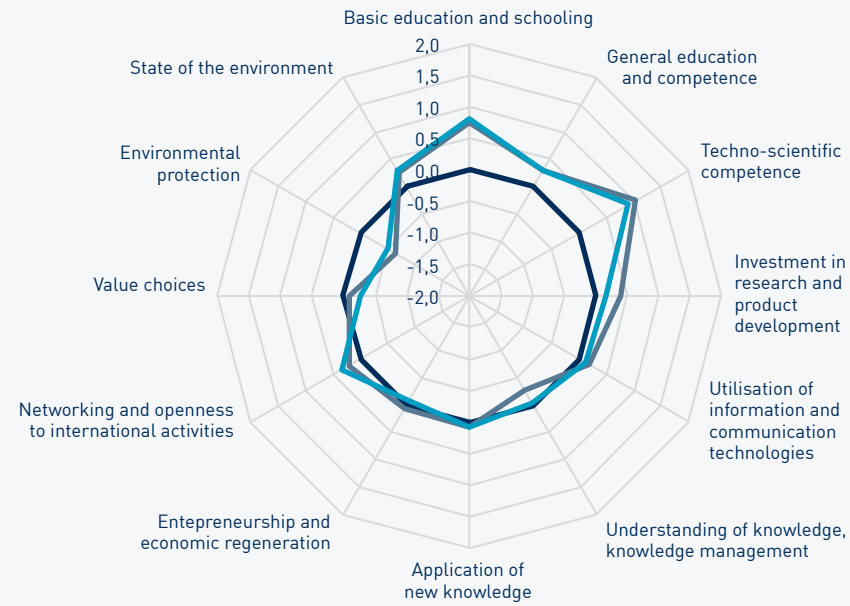 Basic education and schooling
General education
and competence
Techno-scientific
competence
Investment in
research and
product
development
Utilisation of
information and
communication
technologies
Understanding of knowledge,
knowledge management
Application of
new knowledge
Entepreneurship and
economic regeneration
Networking and openness
to international activities
Value choices
Environmental
protection
State of the environment
2,0
1,5
1,0
0,5
0,0
-0,5
-1,0
-1,5
-2,0